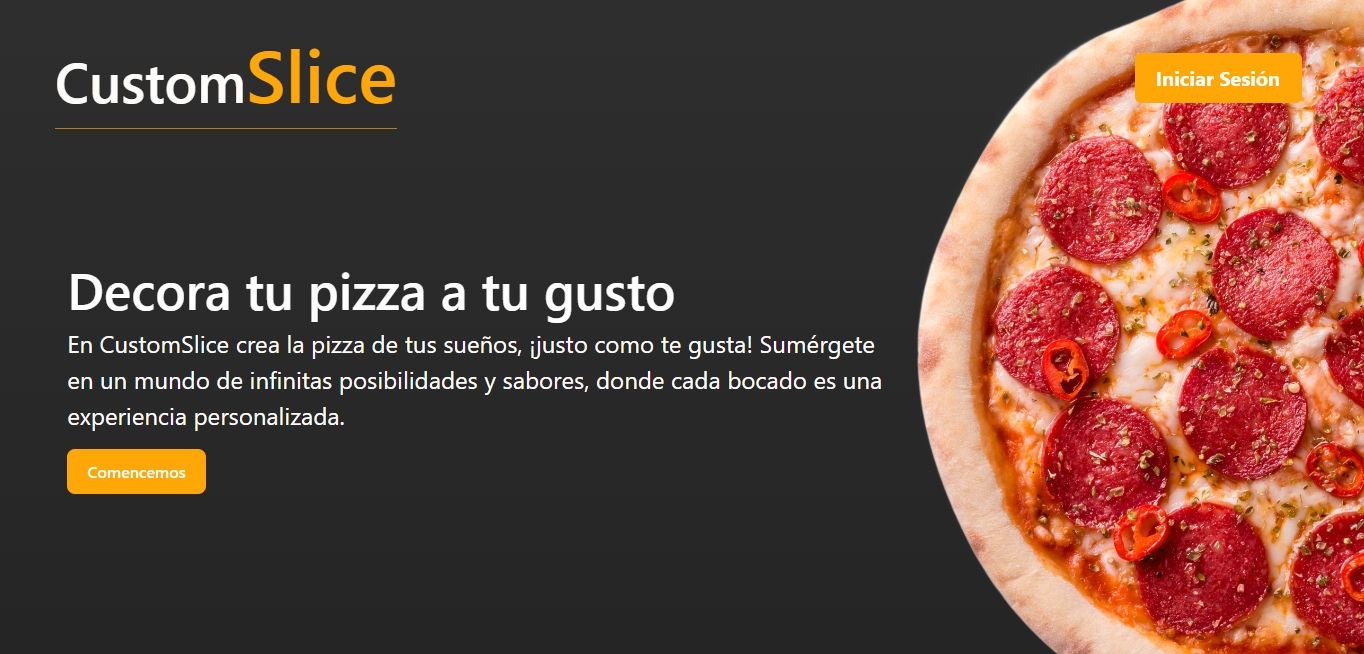 CustomSlice
Iniciar Sesión
Decora tu pizza a tu gusto
En CustomSlice crea la pizza de tus sueños, ¡justo como te gusta! Sumérgete
en un mundo de infinitas posibilidades y sabores, donde cada bocado es una
experiencia personalizada.
Comencemos